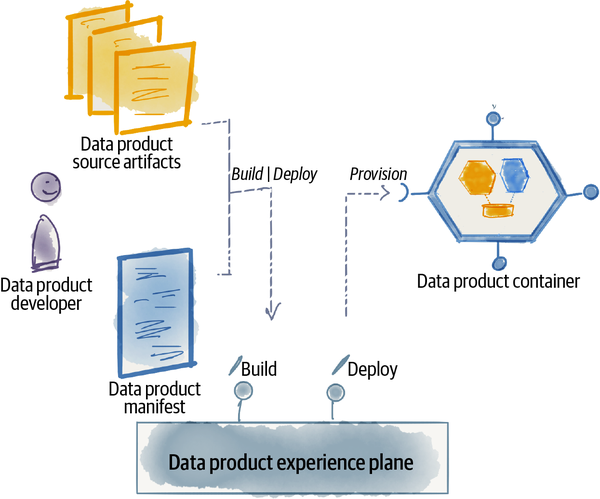 Data product
source artifacts
Build | Deploy
Provision
Data product container
Data product
developer
Data product
manifest
/Build
/Deploy
Data product experience plane